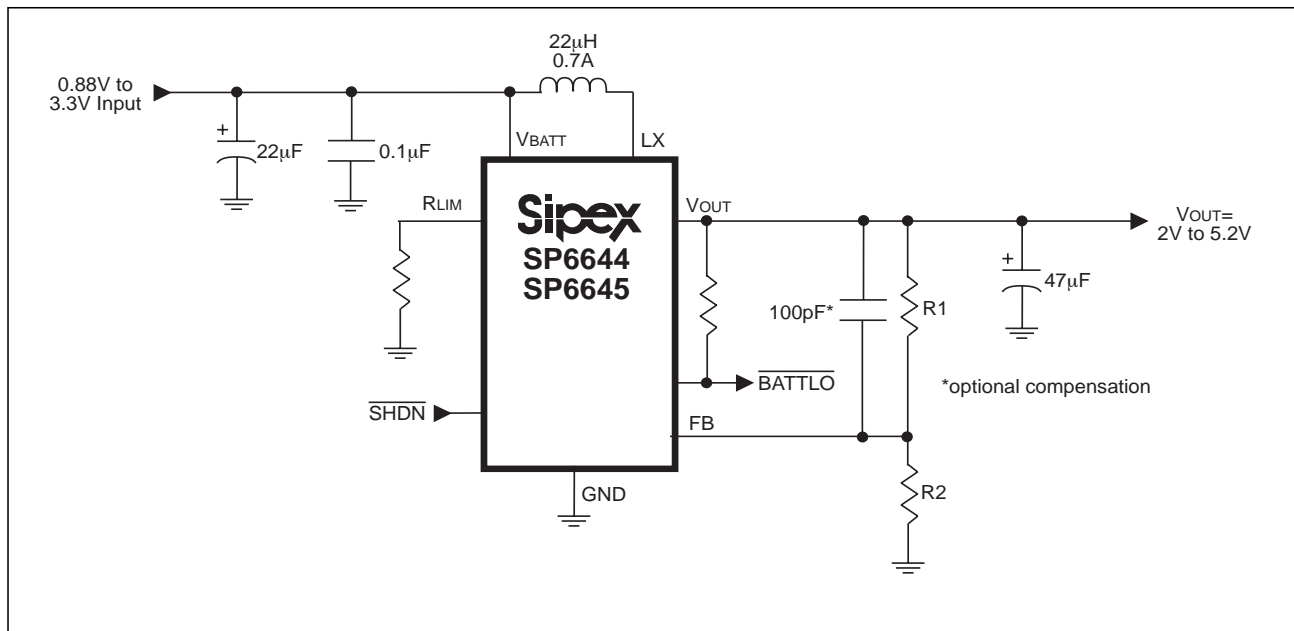 22μH
0.7A
0.88V to
3.3V Input
+
22μF
0.1μF
VBATT
LX
RLIM
Sipex
SP6644
SP6645
VOUT
VOUT=
2V to 5.2V
+
47μF
100pF*
R1
BATTLO
*optional compensation
SHDN
FB
R2
GND